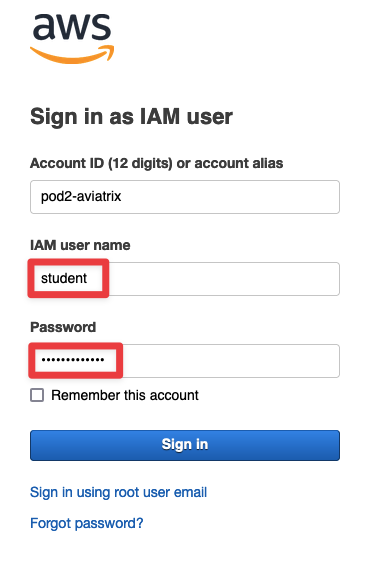 aws
Sign in as IAM user
Account ID (12 digits) or account alias
pod2-aviatrix
IAM user name
student
Password
•••••••••••••
Remember this account
Sign in
Sign in using root user email
Forgot password?